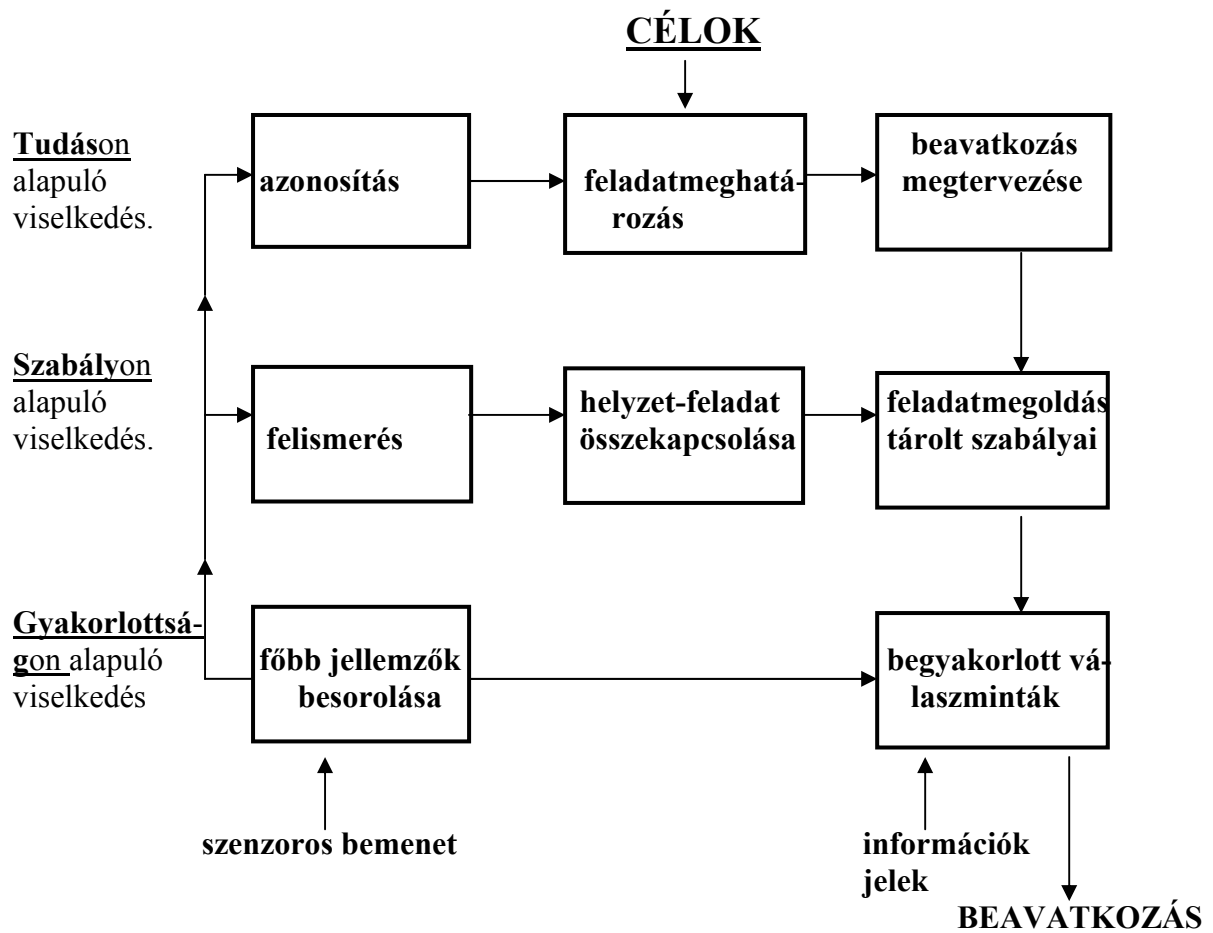 CÉLOK
Tudáson
alapuló
viselkedés.
azonosítás
feladatmeghatá-
rozás
beavatkozás
megtervezése
Szabályon
alapuló
viselkedés.
felismerés
helyzet-feladat
összekapcsolása
feladatmegoldás
tárolt szabályai
Gyakorlottsá-
gon alapuló
viselkedés
főbb jellemzők
besorolása
begyakorlott vá-
laszminták
szenzoros bemenet
információk
jelek
BEAVATKOZÁS